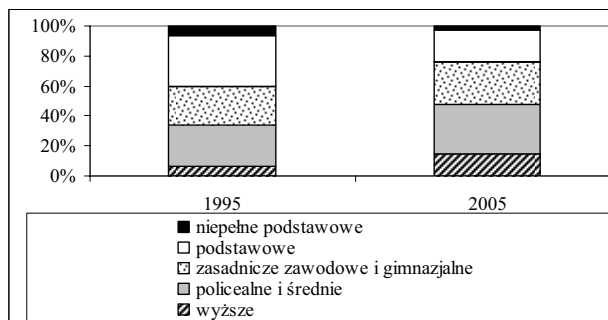 100%
80%
60%
40%
20%
0%
1995 2005
niepełne podstawowe
podstawowe
zasadnicze zawodowe i gimnazjalne
policealne i średnie
wyższe